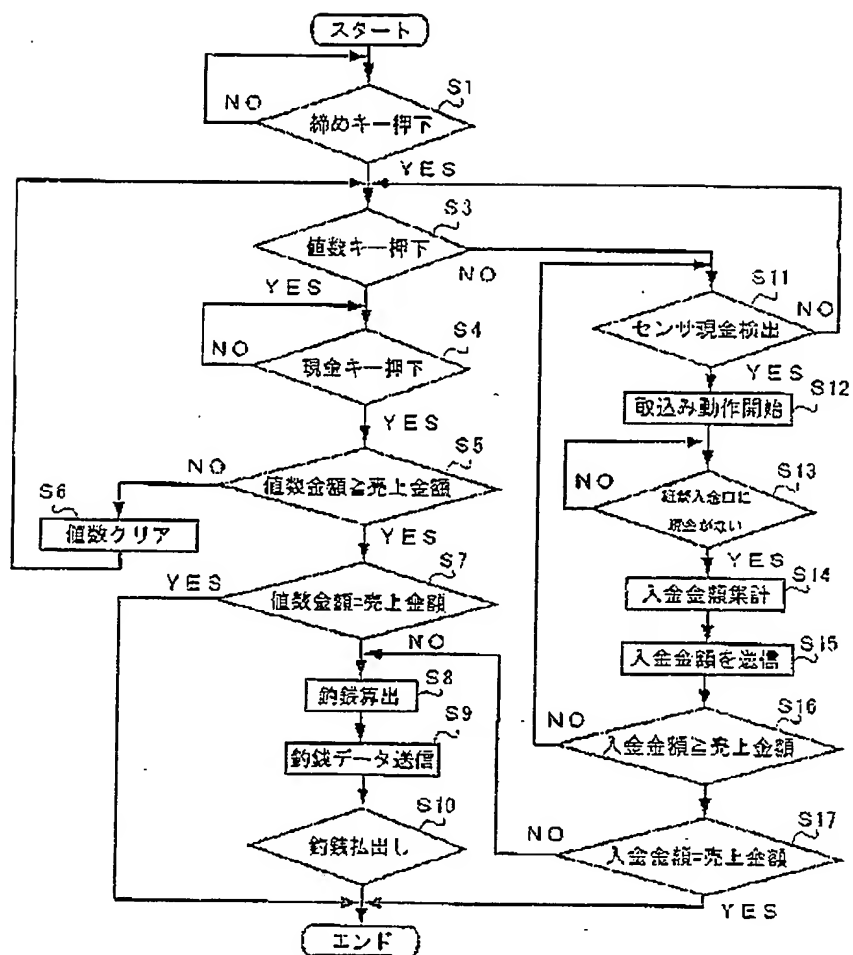 スタート
S1
NO
締めキー押下
YES
S3
値数キー押下
NO
YES
S4
NO
現金キー押下
YES
S5
NO
値数金額≧売上金額
S6
値数クリア
YES
S7
YES
値数金額=売上金額
NO
S8
釣銭算出
S9
釣銭データ送信
S10
釣銭払出し
エンド
S11
NO
センサ現金検出
YES
S12
取込み動作開始
S13
NO
入金口に
現金がない
YES
S14
入金金額集計
S15
入金金額を送信
S16
NO
入金金額≧売上金額
S17
NO
入金金額=売上金額
YES